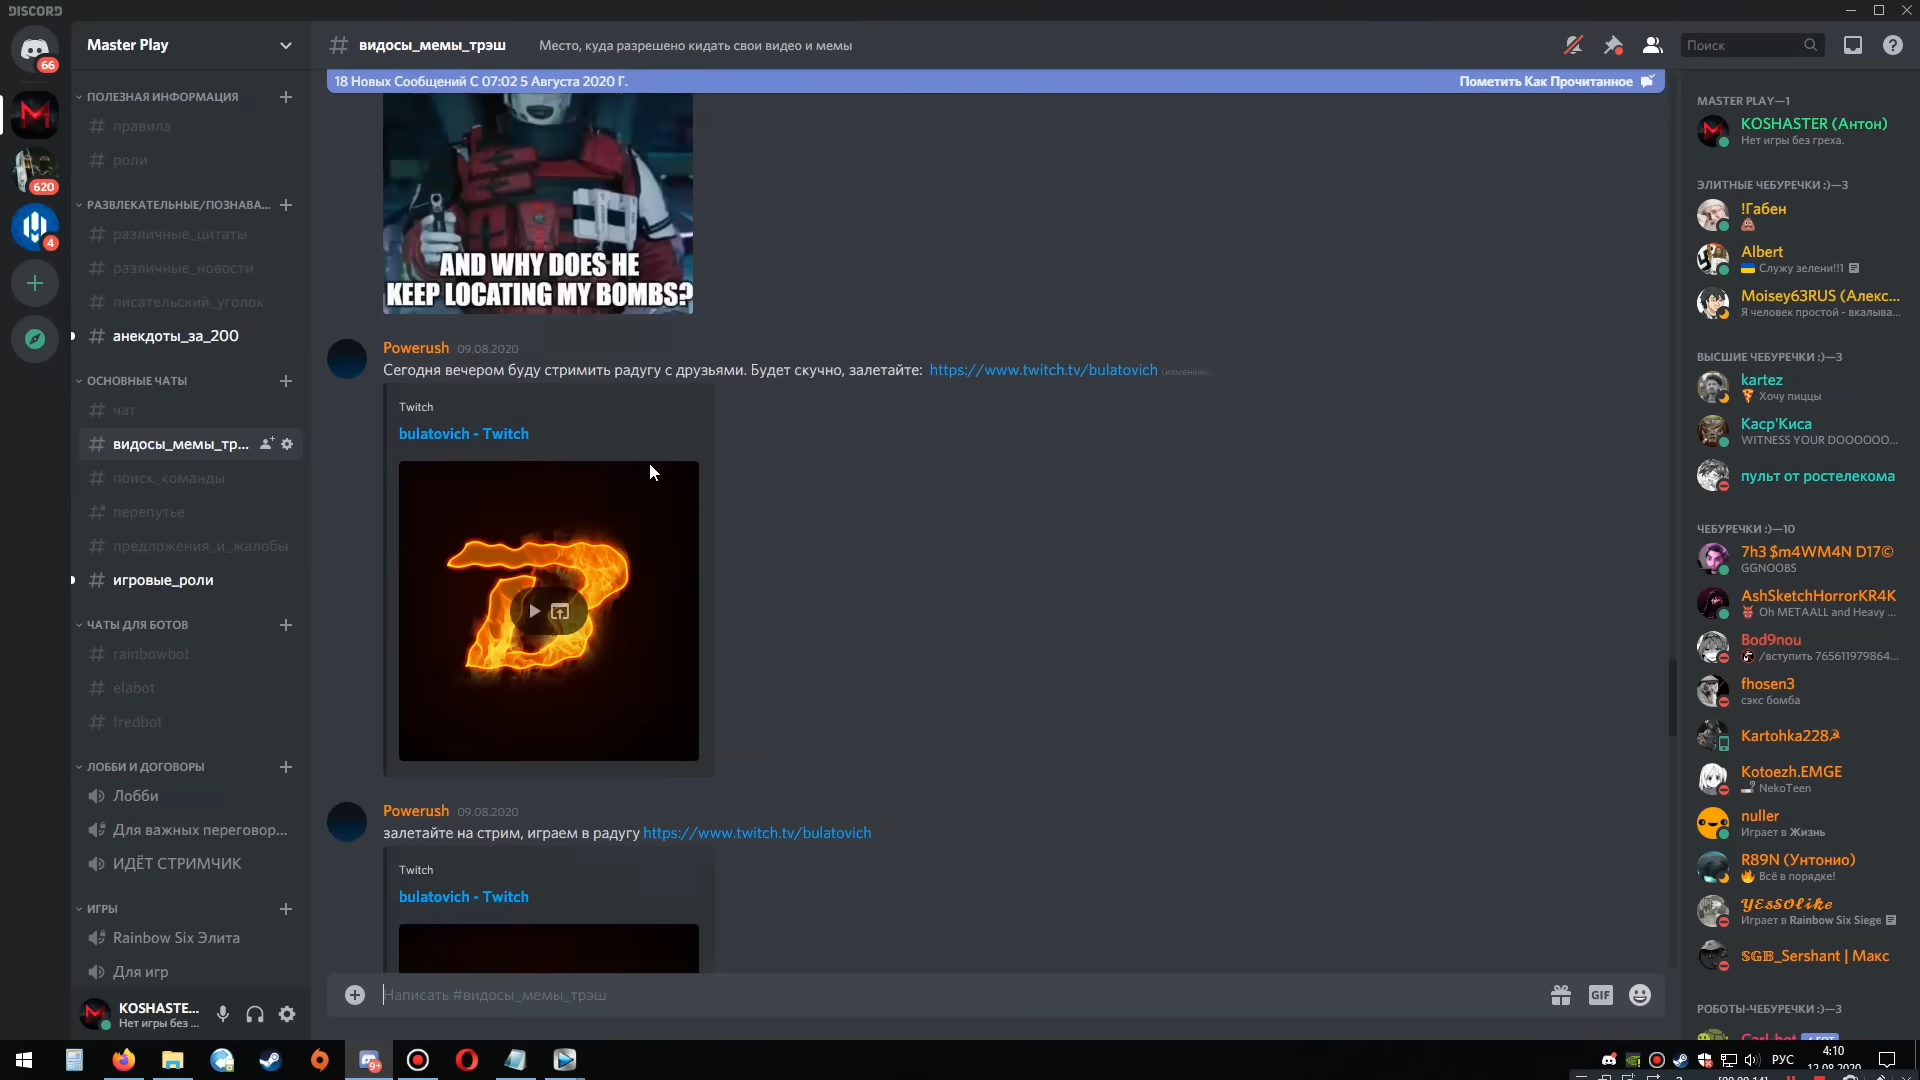 DISCORD
66
620
4
Master Play
ПОЛЕЗНАЯ ИНФОРМАЦИЯ
правила
роли
РАЗВЛЕКАТЕЛЬНЫЕ/ПОЗНАВА...
различные_цитаты
различные_новости
писательский_уголок
анекдоты_за_200
ОСНОВНЫЕ ЧАТЫ
чат
видосы_мемы_тр...
поиск_команды
перепутье
предложения_и_жалобы
игровые_роли
ЧАТЫ ДЛЯ БОТОВ
rainbowbot
elabot
fredbot
ЛОББИ И ДОГОВОРЫ
Лобби
Для важных переговор...
ИДЁТ СТРИМЧИК
ИГРЫ
Rainbow Six Элита
Для игр
KOSHASTE...
Нет игры без ...
видосы_мемы_трэш
Место, куда разрешено кидать свои видео и мемы
Поиск
18 Новых Сообщений С 07:02 5 Августа 2020 Г.
Пометить Как Прочитанное
AND WHY DOES HE
KEEP LOCATING MY BOMBS?
Powerush 09.08.2020
Сегодня вечером буду стримить радугу с друзьями. Будет скучно, залетайте: https://www.twitch.tv/bulatovich (изменено)
Twitch
bulatovich - Twitch
Powerush 09.08.2020
залетайте на стрим, играем в радугу https://www.twitch.tv/bulatovich
Twitch
bulatovich - Twitch
Написать #видосы_мемы_трэш
GIF
MASTER PLAY—1
KOSHASTER (Антон)
Нет игры без греха.
ЭЛИТНЫЕ ЧЕБУРЕЧКИ :)—3
!Габен
Albert
Служу зелени!!1
Moisey63RUS (Алекс...
Я человек простой - вкалыва...
ВЫСШИЕ ЧЕБУРЕЧКИ :)—3
kartez
Хочу пиццы
Каср'Киса
WITNESS YOUR DOOOOOO...
пульт от ростелекома
ЧЕБУРЕЧКИ :)—10
7h3 $m4WM4N D17©
GGNOOBS
AshSketchHorrorKR4K
Oh METAALL and Heavy ...
Bod9nou
/вступить 765611979864...
fhosen3
сэкс бомба
Kartohka228☭
Kotoezh.EMGE
NekoTeen
nuller
Играет в Жизнь
R89N (Унтонио)
Всё в порядке!
𝓨𝓔𝓼𝓢𝓞𝓵𝓲𝓴𝓮
Играет в Rainbow Six Siege
𝕊𝔾𝔹_Sershant | Макс
РОБОТЫ-ЧЕБУРЕЧКИ :)—3
9+
РУС
4:10
12.08.2020